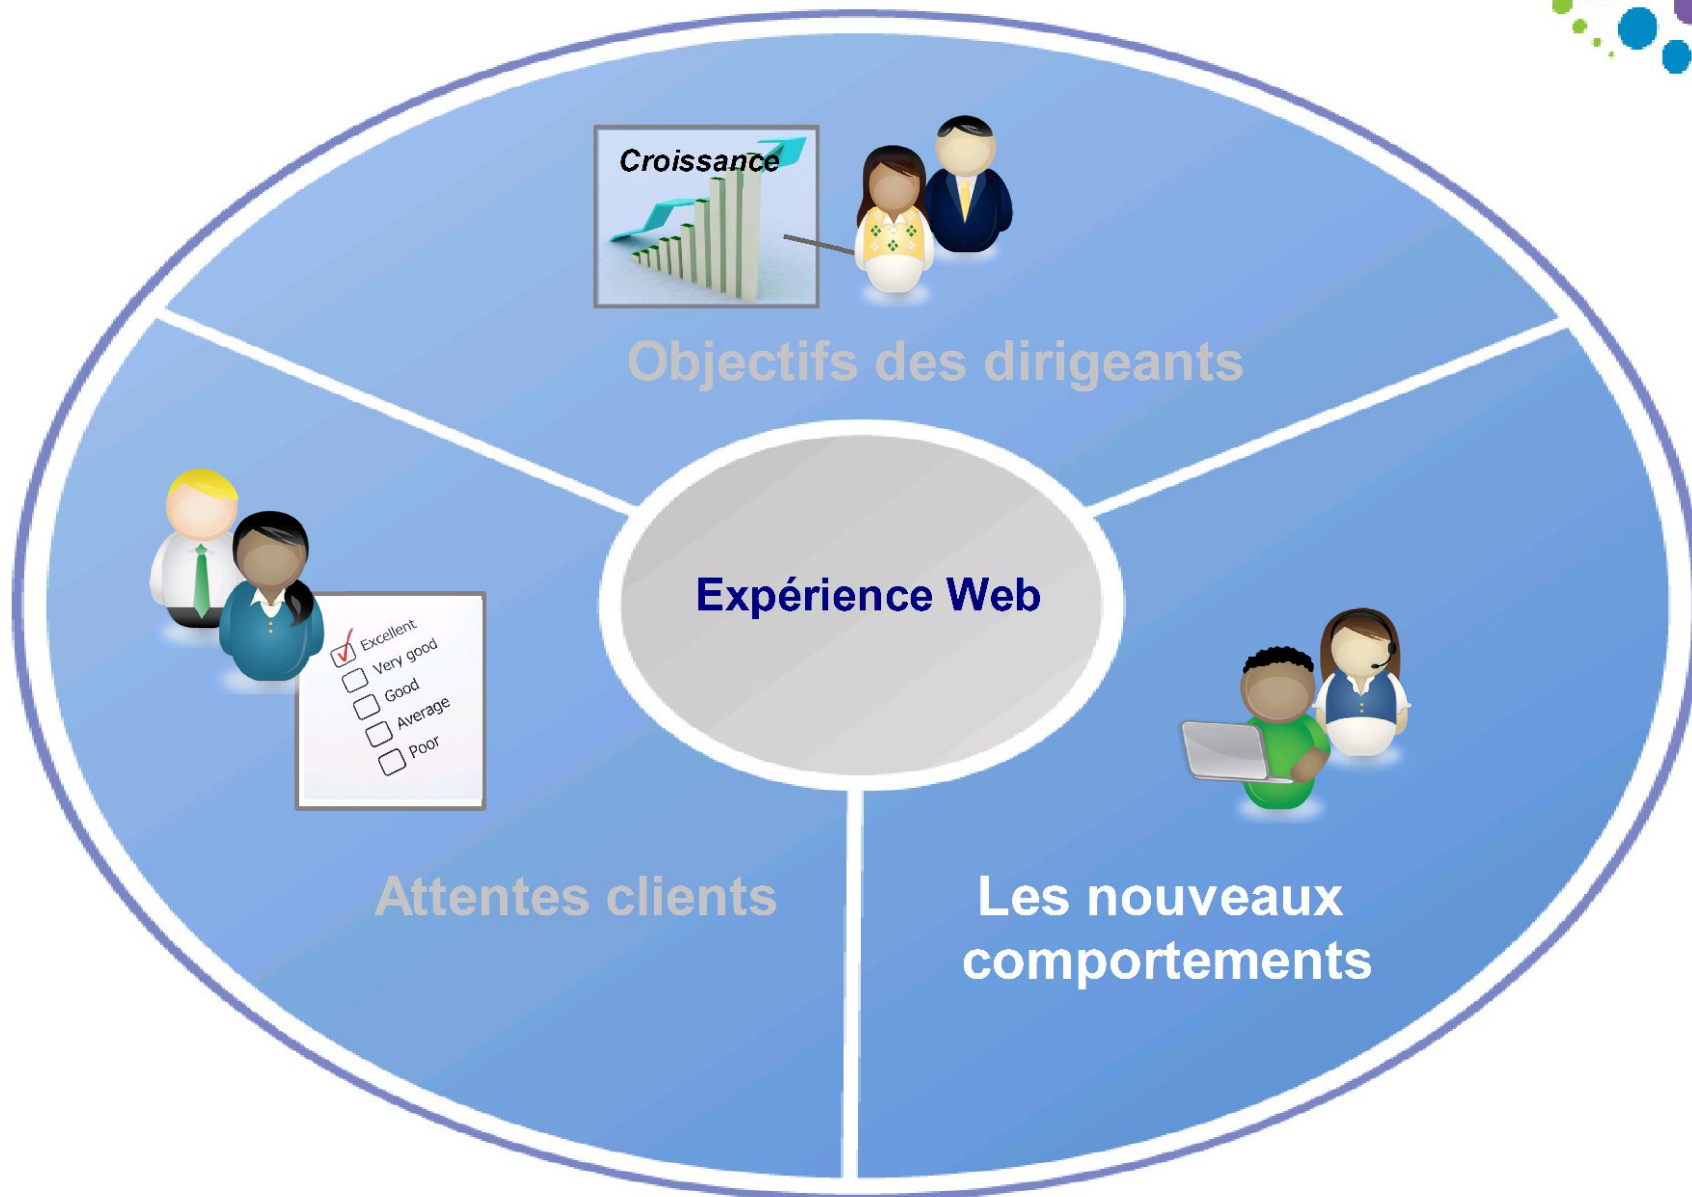 Croissance
Objectifs des dirigeants
Expérience Web
Excellent
Very good
Good
Average
Poor
Attentes clients
Les nouveaux
comportements